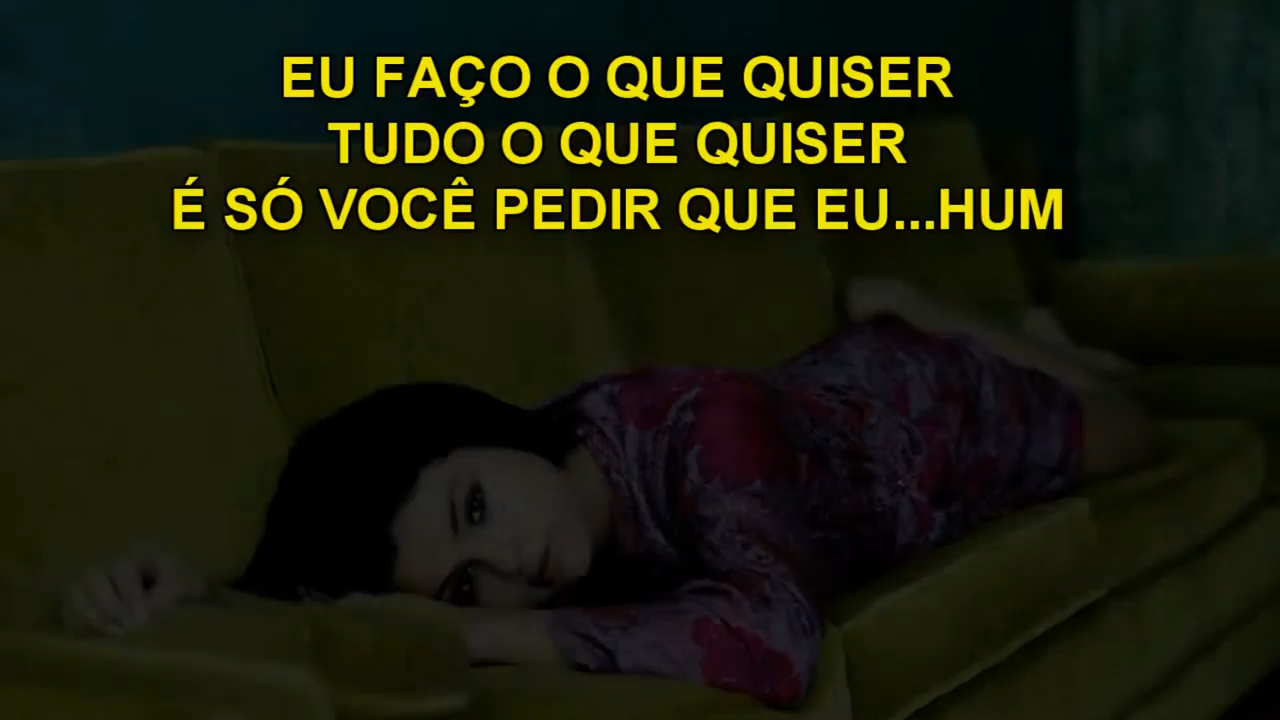 EU FAÇO O QUE QUISER
TUDO O QUE QUISER
É SÓ VOCÊ PEDIR QUE EU...HUM